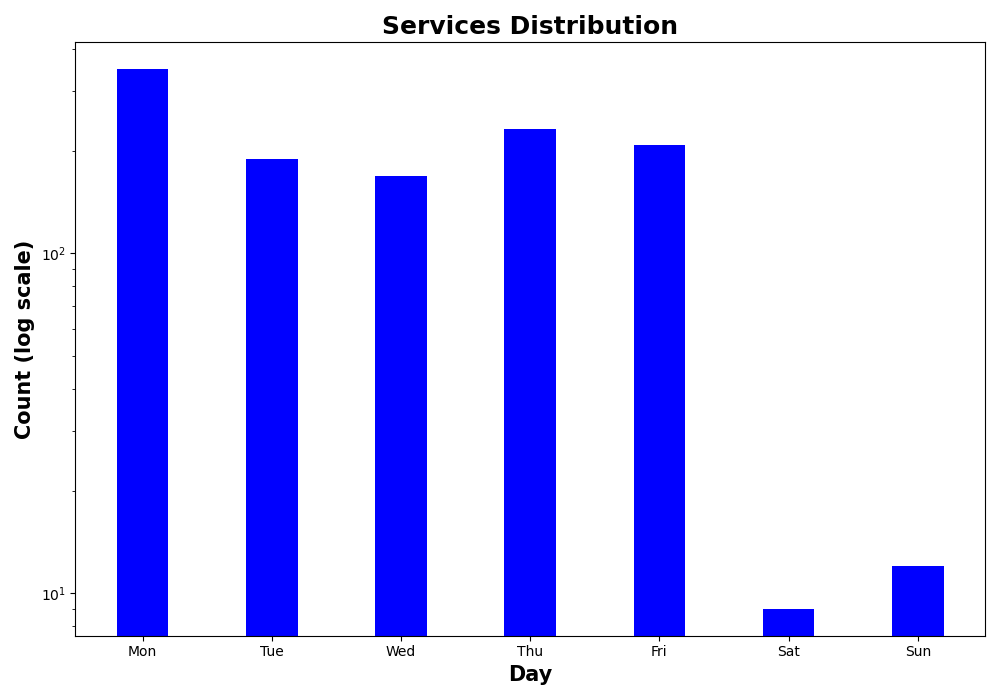 Services Distribution
Count (log scale)
10²
10¹
Mon Tue Wed Thu Fri Sat Sun
Day